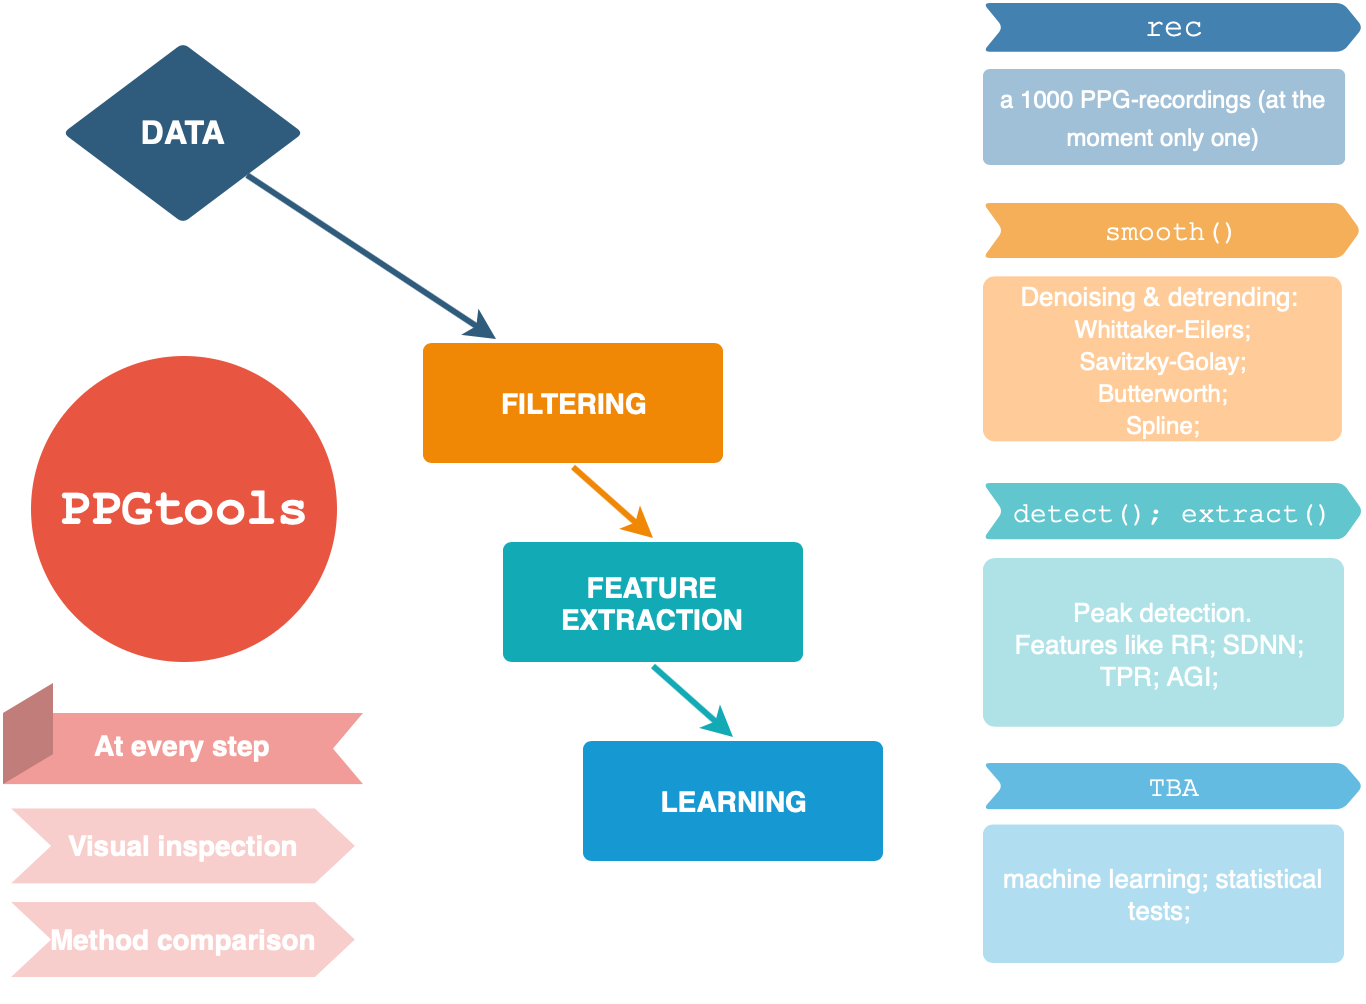 DATA
FILTERING
FEATURE
EXTRACTION
LEARNING
PPGtools
At every step
Visual inspection
Method comparison
rec
a 1000 PPG-recordings (at the
moment only one)
smooth()
Denoising & detrending:
Whittaker-Eilers;
Savitzky-Golay;
Butterworth;
Spline;
detect(); extract()
Peak detection.
Features like RR; SDNN;
TPR; AGI;
TBA
machine learning; statistical
tests;